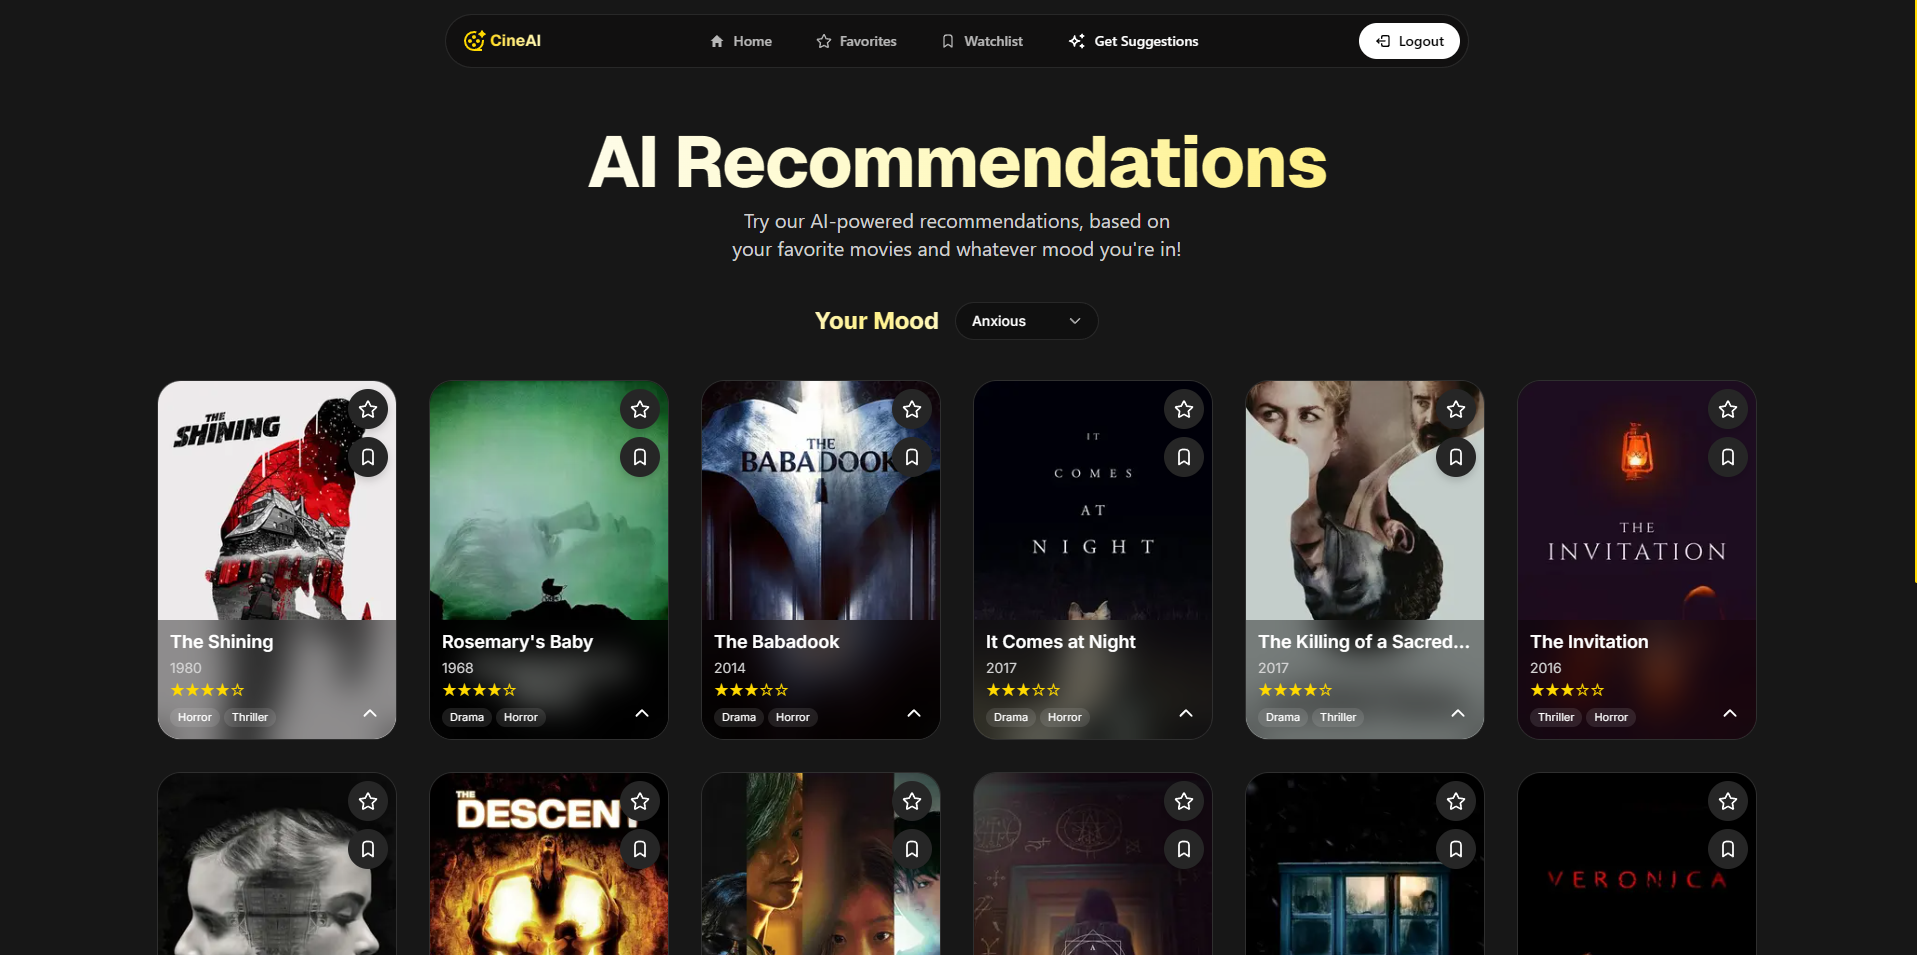 CineAI
Home
Favorites
Watchlist
Get Suggestions
Logout
AI Recommendations
Try our AI-powered recommendations, based on
your favorite movies and whatever mood you're in!
Your Mood
Anxious
THE
SHINING
The Shining
1980
Horror
Thriller
Rosemary's Baby
1968
Drama
Horror
THE
BABADOOK
The Babadook
2014
Drama
Horror
IT
COMES
AT
NIGHT
It Comes at Night
2017
Drama
Horror
The Killing of a Sacred...
2017
Drama
Thriller
THE
INVITATION
The Invitation
2016
Thriller
Horror
THE
DESCENT
A
VERONICA